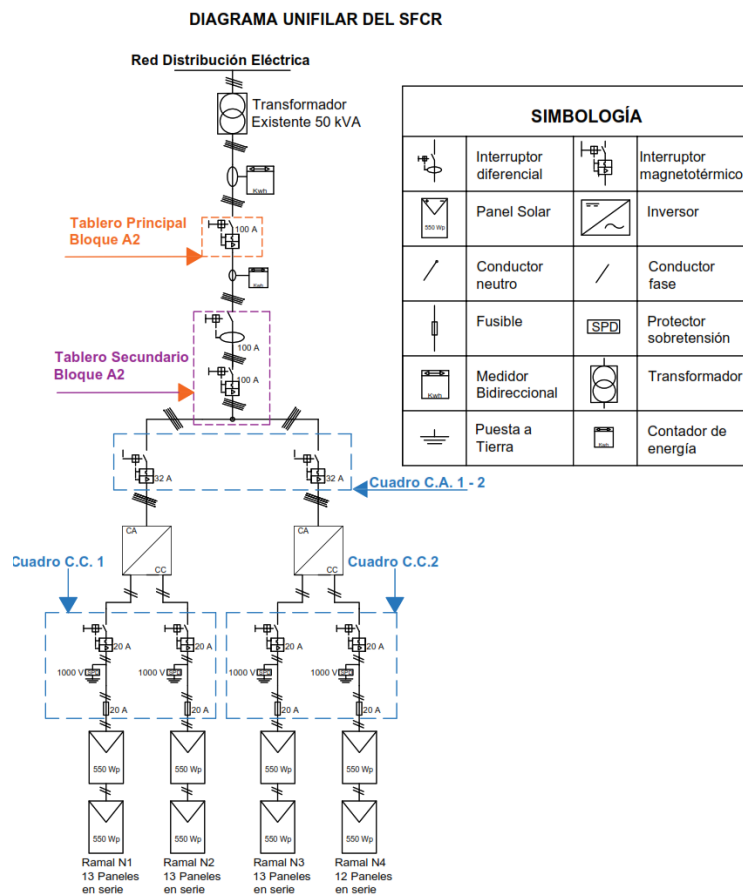 DIAGRAMA UNIFILAR DEL SFCR
Red Distribución Eléctrica
Transformador
Existente 50 kVA
Kwh
Tablero Principal
Bloque A2
100 A
Kwh
100 A
Tablero Secundario
Bloque A2
100 A
32 A
32 A
Cuadro C.A. 1 - 2
CA
CC
CA
CC
Cuadro C.C. 1
Cuadro C.C.2
20 A
20 A
20 A
20 A
1000 V
SPD
1000 V
SPD
1000 V
SPD
1000 V
SPD
20 A
20 A
20 A
20 A
550 Wp
550 Wp
550 Wp
550 Wp
550 Wp
550 Wp
550 Wp
550 Wp
Ramal N1
13 Paneles
en serie
Ramal N2
13 Paneles
en serie
Ramal N3
13 Paneles
en serie
Ramal N4
12 Paneles
en serie
SIMBOLOGÍA
Interruptor
diferencial
Interruptor
magnetotérmico
550 Wp
Panel Solar
Inversor
Conductor
neutro
Conductor
fase
Fusible
SPD
Protector
sobretensión
Kwh
Medidor
Bidireccional
Transformador
Puesta a
Tierra
Kwh
Contador de
energía